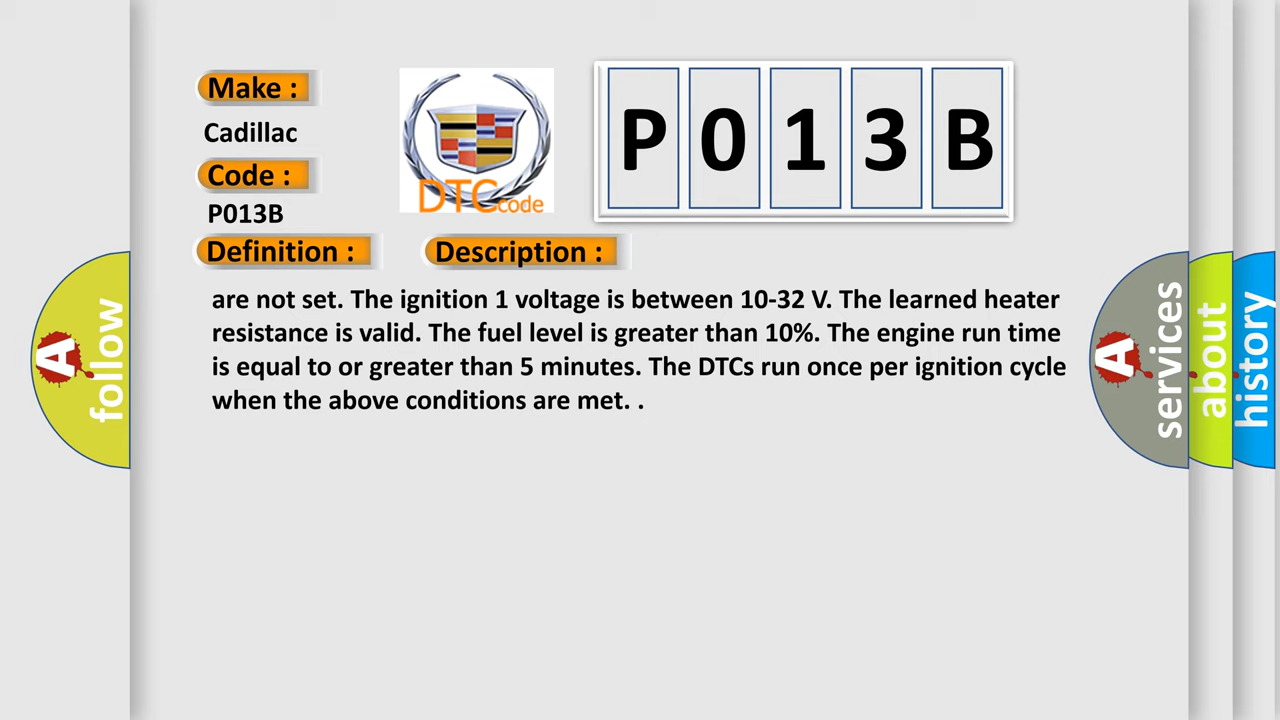 Make :
Cadillac
Code :
P013B
Definition :
Description :
DTCcode
P013B
are not set. The ignition 1 voltage is between 10-32 V. The learned heater
resistance is valid. The fuel level is greater than 10%. The engine run time
is equal to or greater than 5 minutes. The DTCs run once per ignition cycle
when the above conditions are met. .
A follow
A services
about
history